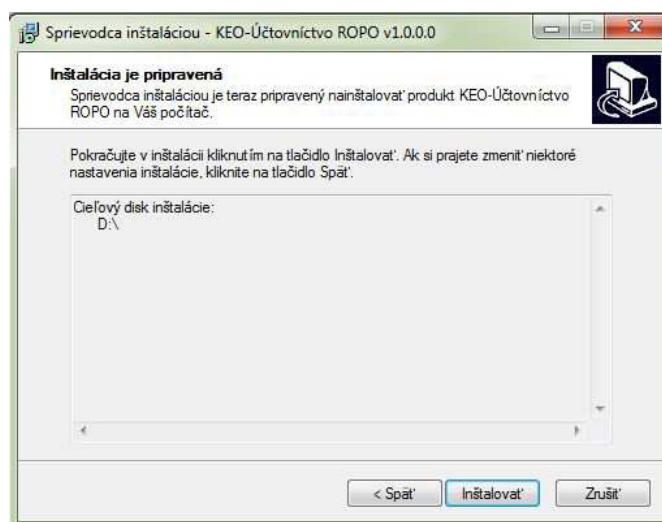 Sprievodca inštaláciou - KEO-Účtovníctvo ROPO v1.0.0.0
Inštalácia je pripravená
Sprievodca inštaláciou je teraz pripravený nainštalovať produkt KEO-Účtovníctvo
ROPO na Váš počítač.
Pokračujte v inštalácii kliknutím na tlačidlo Inštalovať. Ak si prajete zmeniť niektoré
nastavenia inštalácie, kliknite na tlačidlo Späť.
Cieľový disk inštalácie:
D:\
< Späť
Inštalovať
Zrušiť